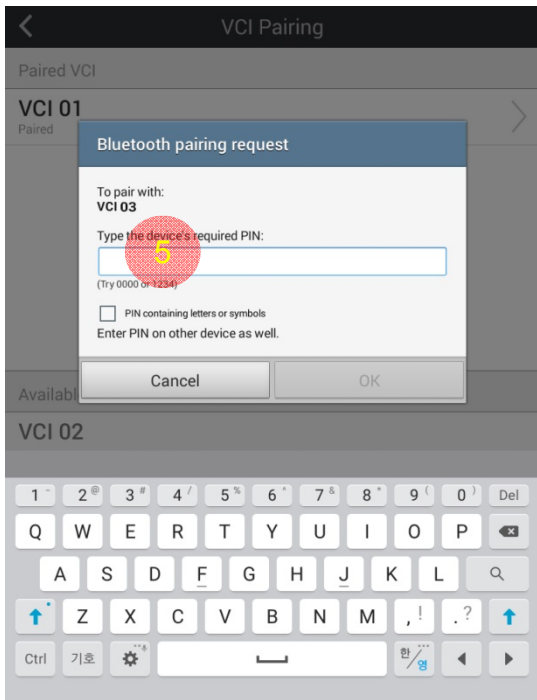 VCI Pairing
Paired VCI
VCI 01
Paired
Bluetooth pairing request
To pair with:
VCI 03
Type the device's required PIN:
5
(Try 0000 or 1234)
PIN containing letters or symbols
Enter PIN on other device as well.
Cancel OK
Availabl
VCI 02
1 - 2 @ 3 # 4 / 5 % 6 ^ 7 & 8 * 9 ( 0 ) Del
Q W E R T Y U I O P
A S D F G H J K L
Z X C V B N M , ! . ?
Ctrl 기호 한/영